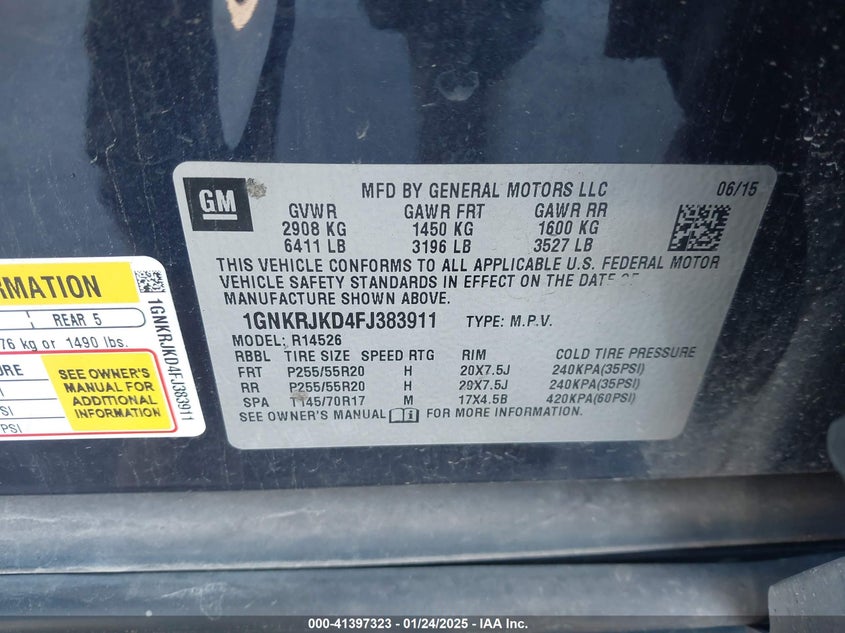 GM
MFD BY GENERAL MOTORS LLC 06/15
GVWR GAWR FRT GAWR RR
2908 KG 1450 KG 1600 KG
6411 LB 3196 LB 3527 LB
THIS VEHICLE CONFORMS TO ALL APPLICABLE U.S. FEDERAL MOTOR
VEHICLE SAFETY STANDARDS IN EFFECT ON THE DATE OF
MANUFACTURE SHOWN ABOVE.
1GNKRJKD4FJ383911 TYPE: M.P.V.
MODEL: R14526
RBBL TIRE SIZE SPEED RTG RIM COLD TIRE PRESSURE
FRT P255/55R20 H 20X7.5J 240KPA(35PSI)
RR P255/55R20 H 20X7.5J 240KPA(35PSI)
SPA T145/70R17 M 17X4.5B 420KPA(60PSI)
SEE OWNER'S MANUAL FOR MORE INFORMATION.
RMATION
REAR 5
76 kg or 1490 lbs.
SURE
SEE OWNER'S
MANUAL FOR
ADDITIONAL
INFORMATION
SI
SI
PSI
1GNKRJKD4FJ383911
000-41397323 - 01/24/2025 - IAA Inc.